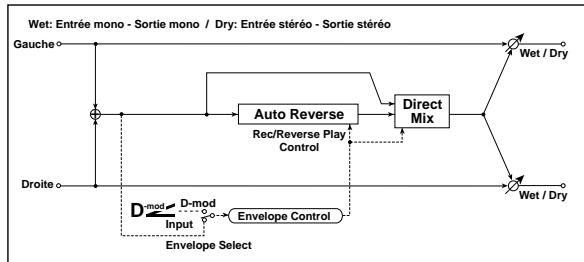 Wet: Entrée mono - Sortie mono / Dry: Entrée stéréo - Sortie stéréo
Gauche
Wet / Dry
Auto Reverse
Direct
Mix
Rec/Reverse Play
Control
Droite
Wet / Dry
D-mod
D-mod
Input
Envelope Control
Envelope Select